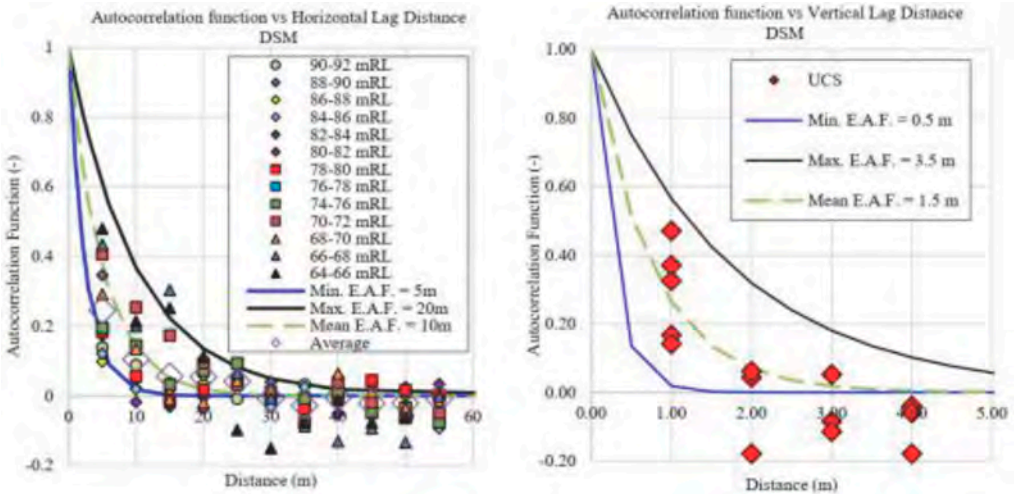 Autocorrelation function vs Horizontal Lag Distance
DSM
1
0.8
0.6
0.4
0.2
0
-0.2
Autocorrelation Function (-)
90-92 mRL
88-90 mRL
86-88 mRL
84-86 mRL
82-84 mRL
80-82 mRL
78-80 mRL
76-78 mRL
74-76 mRL
70-72 mRL
68-70 mRL
66-68 mRL
64-66 mRL
Min. E.A.F. = 5m
Max. E.A.F. = 20m
Mean E.A.F. = 10m
Average
0
10
20
30
40
50
60
Distance (m)
Autocorrelation function vs Vertical Lag Distance
DSM
1.00
0.80
0.60
0.40
0.20
0.00
-0.20
Autocorrelation Function (-)
UCS
Min. E.A.F. = 0.5 m
Max. E.A.F. = 3.5 m
Mean E.A.F. = 1.5 m
0.00
1.00
2.00
3.00
4.00
5.00
Distance (m)